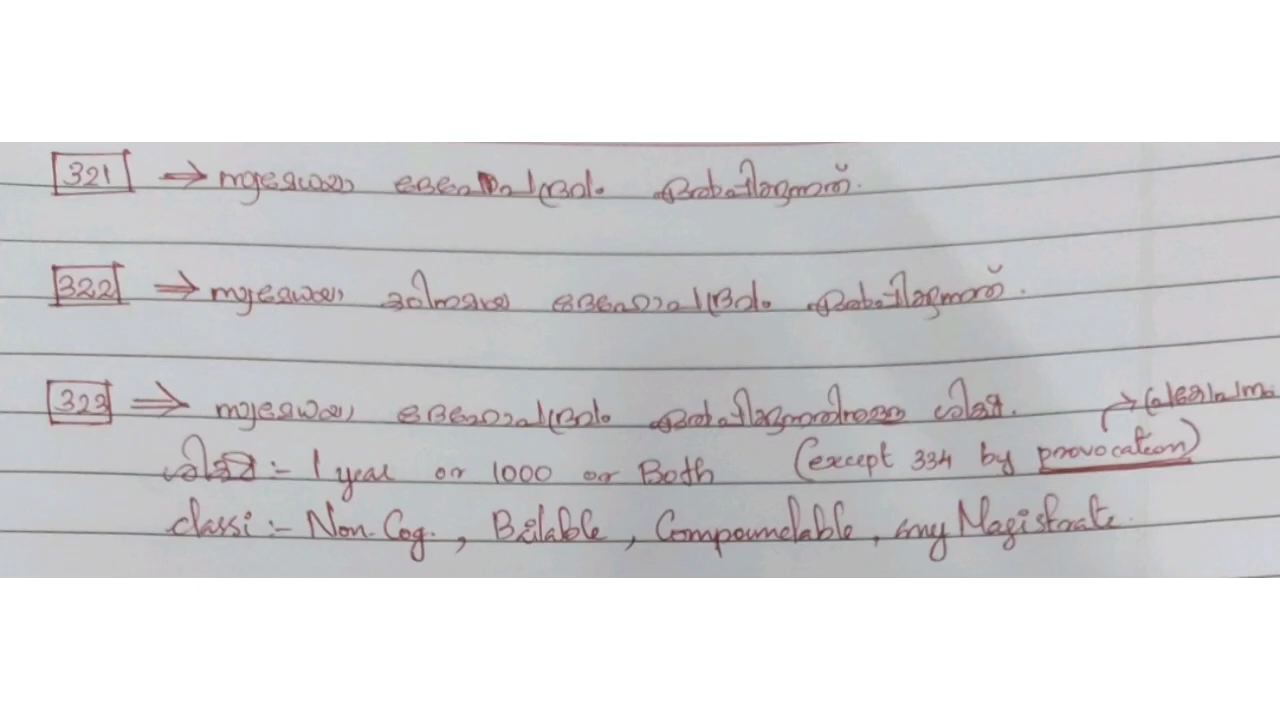 321 → സ്വമേധയാ ദേഹോപദ്രവം ഏൽപ്പിക്കുന്നത്.
322 → സ്വമേധയാ കഠിനമായ ദേഹോപദ്രവം ഏൽപ്പിക്കുന്നത്.
323 ⇒ സ്വമേധയാ ദേഹോപദ്രവം ഏൽപ്പിക്കുന്നതിനുള്ള ശിക്ഷ. → പ്രകോപനം
ശിക്ഷ :- 1 year or 1000 or Both (except 334 by provocation)
classi :- Non-Cog. , Bailable , Compoundable , any Magistrate.